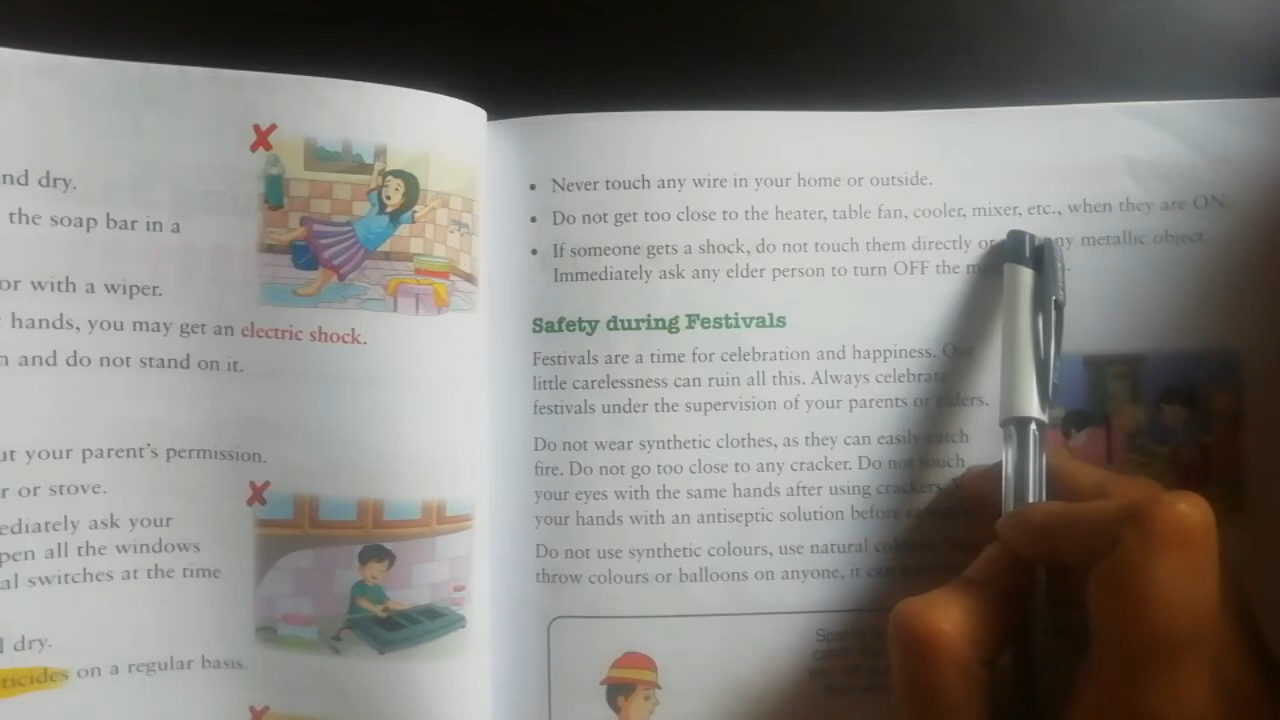 nd dry.
the soap bar in a
or with a wiper.
hands, you may get an electric shock.
and do not stand on it.
ut your parent's permission.
r or stove.
ediately ask your
pen all the windows
al switches at the time
dry.
ticides on a regular basis.
• Never touch any wire in your home or outside.
• Do not get too close to the heater, table fan, cooler, mixer, etc., when they are ON.
• If someone gets a shock, do not touch them directly or ny metallic object.
Immediately ask any elder person to turn OFF the m
Safety during Festivals
Festivals are a time for celebration and happiness.
little carelessness can ruin all this. Always celebrate
festivals under the supervision of your parents or elders.
Do not wear synthetic clothes, as they can easily catch
fire. Do not go too close to any cracker. Do not touch
your eyes with the same hands after using crackers.
your hands with an antiseptic solution before
Do not use synthetic colours, use natural
throw colours or balloons on anyone, it can